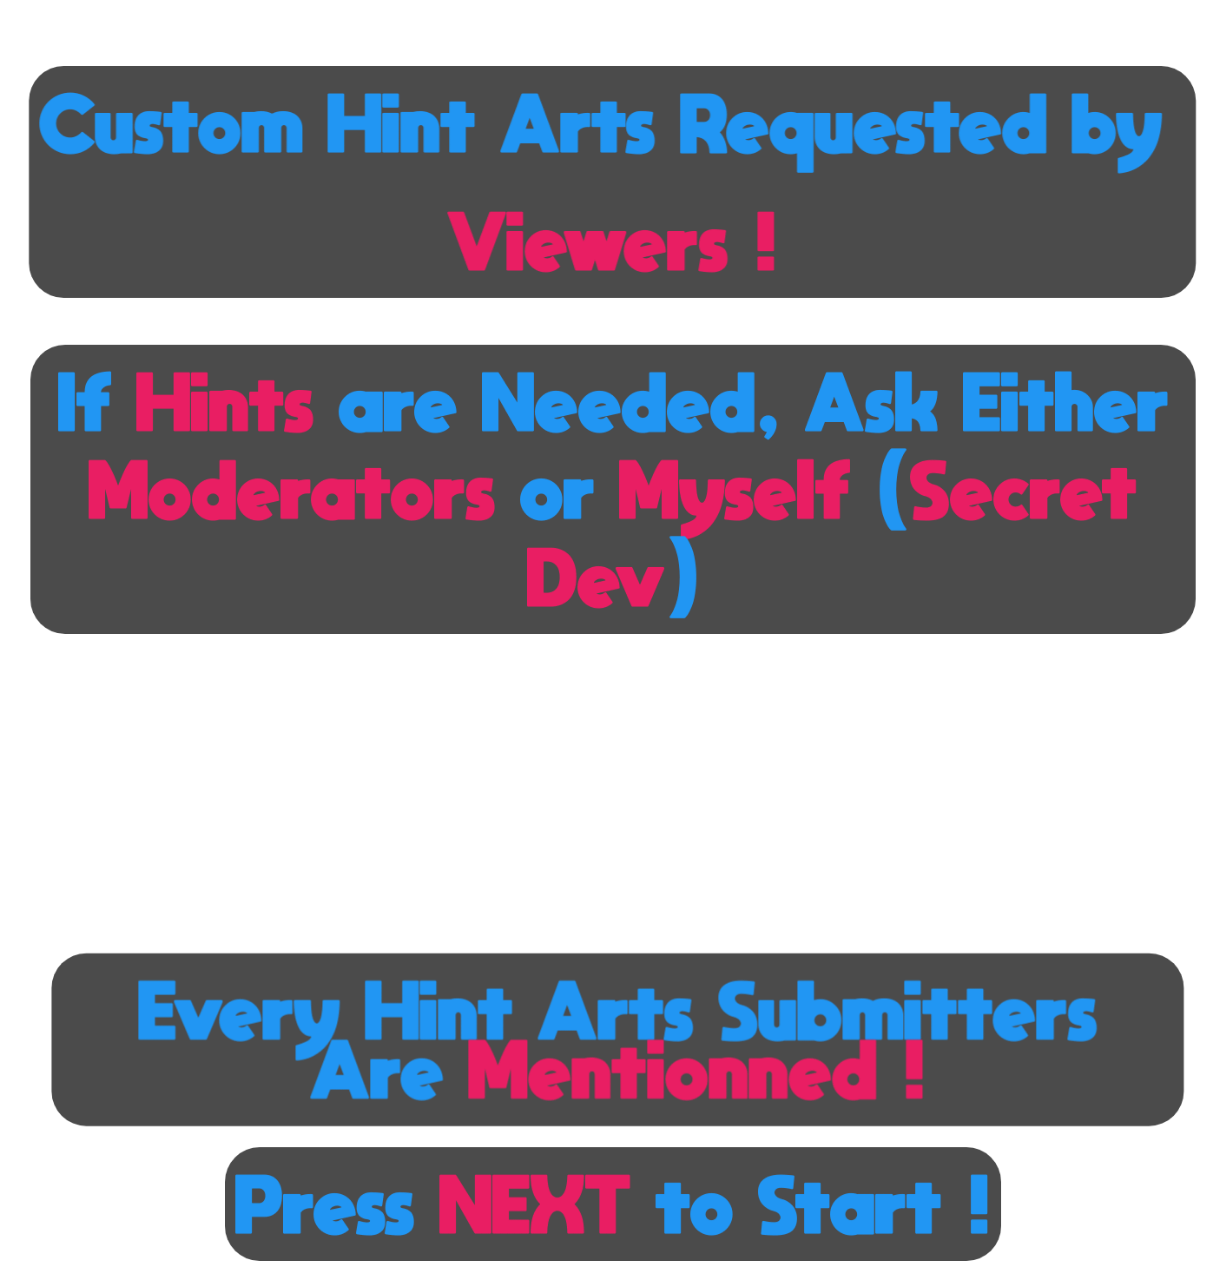 Custom Hint Arts Requested by
Viewers !
If Hints are Needed, Ask Either
Moderators or Myself (Secret
Dev)
Every Hint Arts Submitters
Are Mentionned !
Press NEXT to Start !